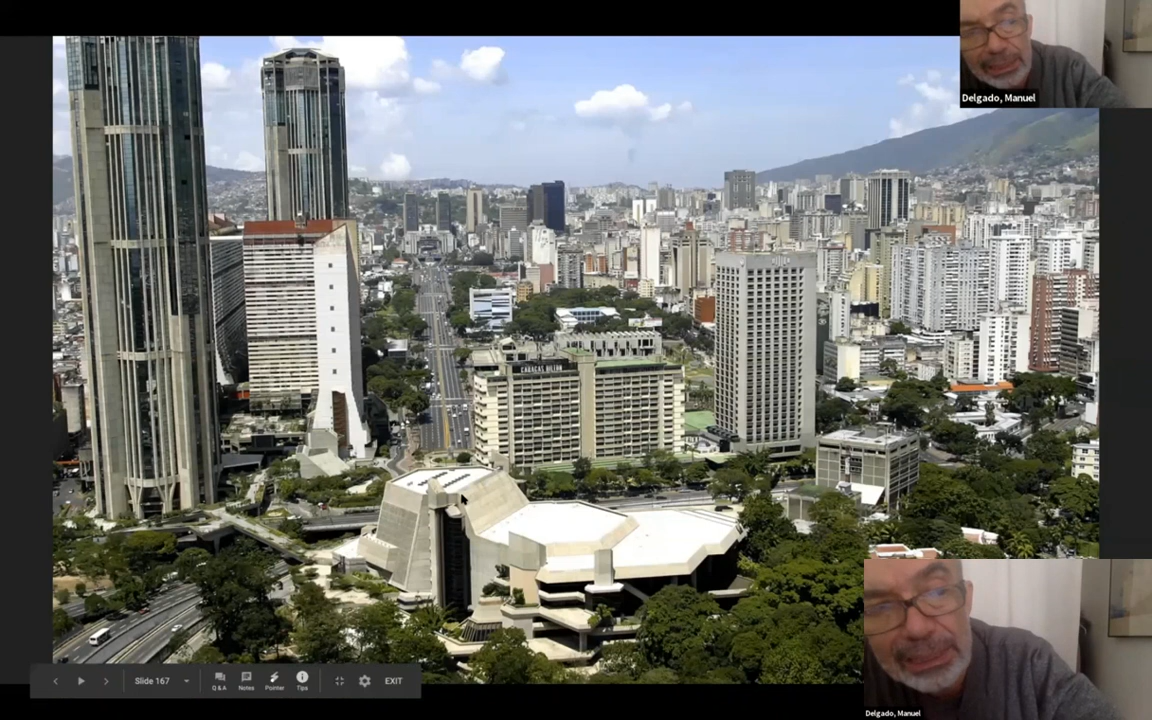 Delgado, Manuel
CARACAS HILTON
Slide 167
Q & A
Notes
Pointer
Tips
EXIT
Delgado, Manuel